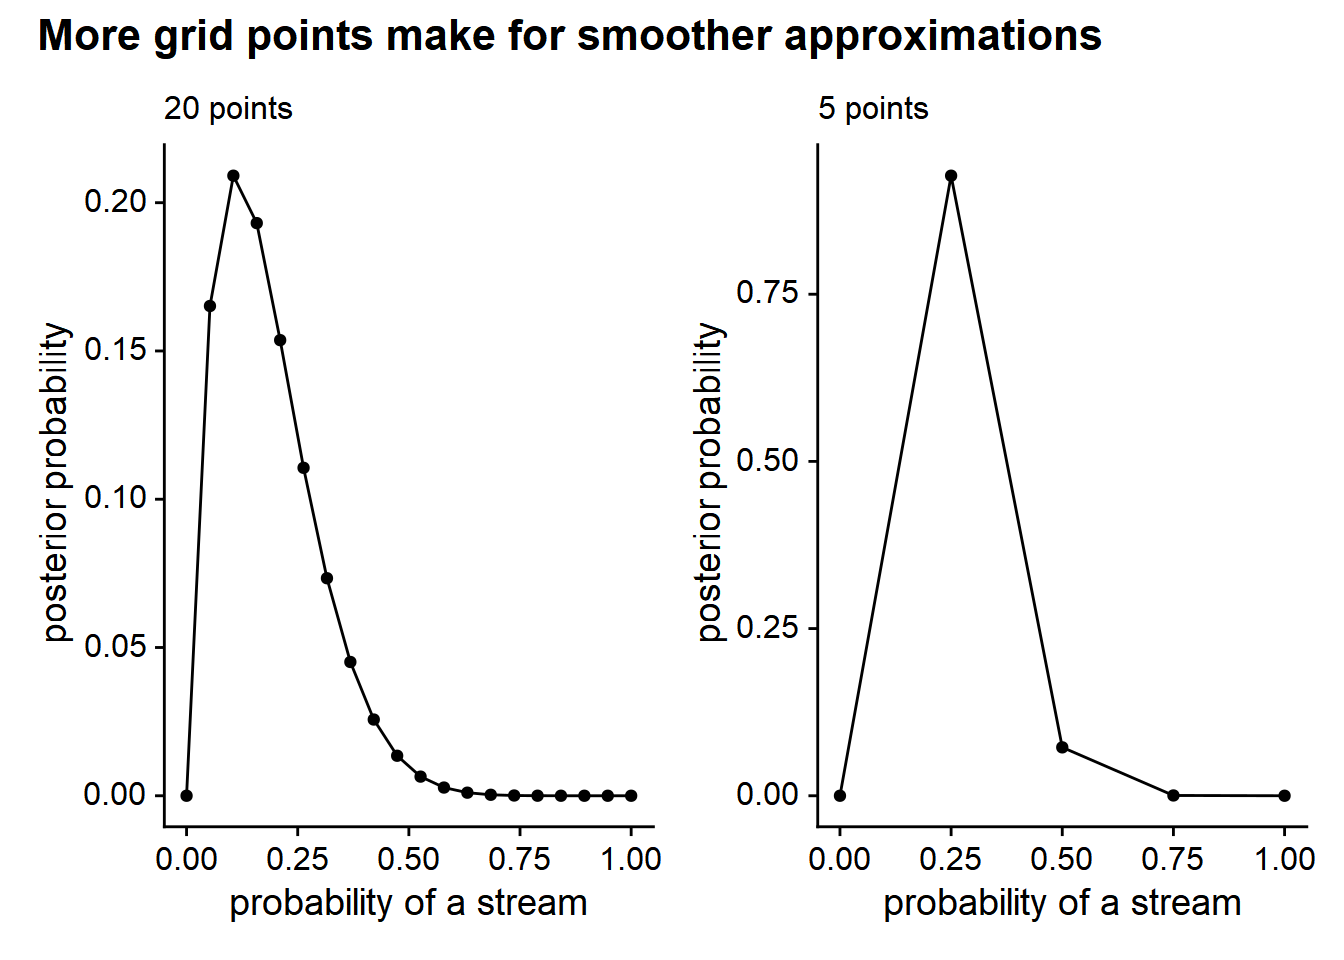 More grid points make for smoother approximations
20 points
posterior probability
0.20
0.15
0.10
0.05
0.00
0.00 0.25 0.50 0.75 1.00
probability of a stream
5 points
posterior probability
0.75
0.50
0.25
0.00
0.00 0.25 0.50 0.75 1.00
probability of a stream